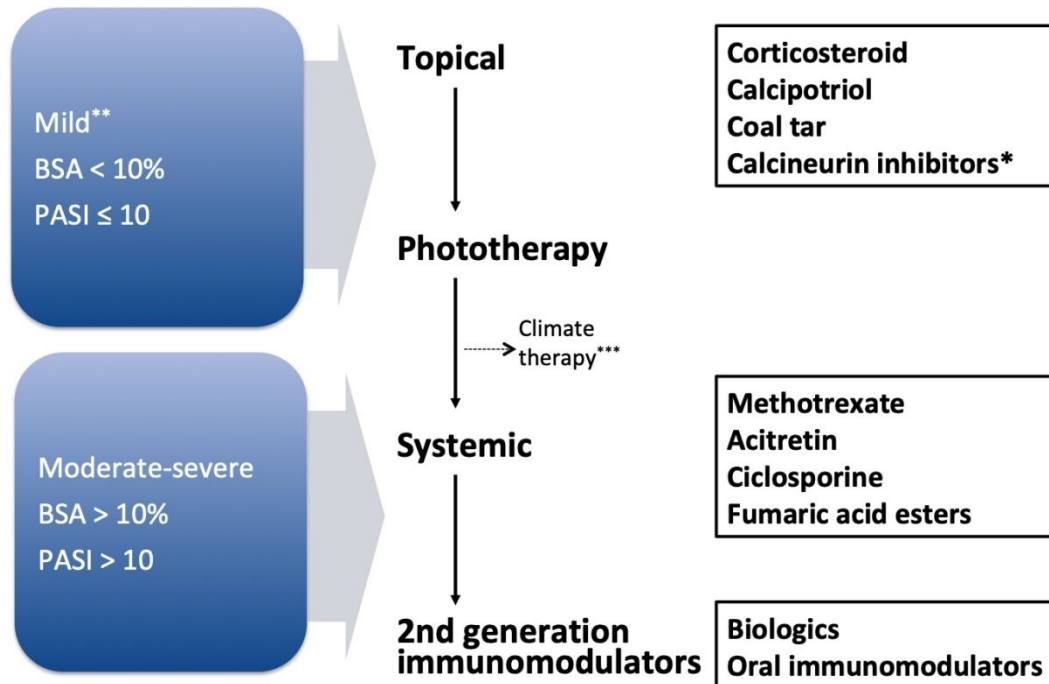 Mild**
BSA < 10%
PASI ≤ 10
Topical
Corticosteroid
Calcipotriol
Coal tar
Calcineurin inhibitors*
Phototherapy
Climate
therapy***
Moderate-severe
BSA > 10%
PASI > 10
Systemic
Methotrexate
Acitretin
Ciclosporine
Fumaric acid esters
2nd generation
immunomodulators
Biologics
Oral immunomodulators